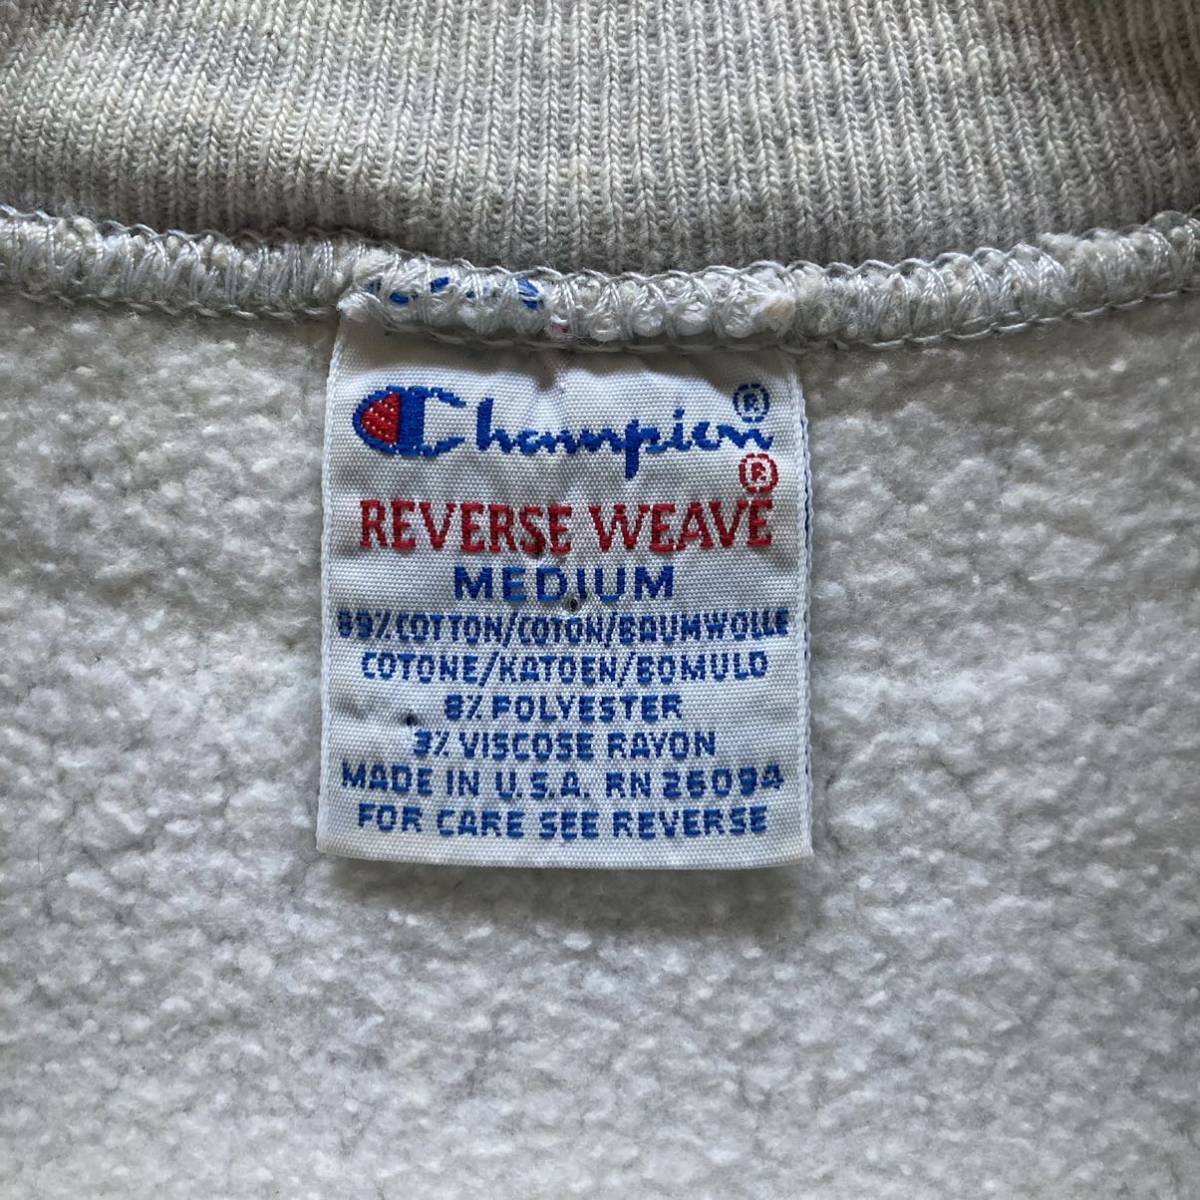 Champion®
®
REVERSE WEAVE
MEDIUM
89%COTTON/COTON/BAUMWOLLE
COTONE/KATOEN/BOMULD
8% POLYESTER
3% VISCOSE RAYON
MADE IN U.S.A. RN 26094
FOR CARE SEE REVERSE